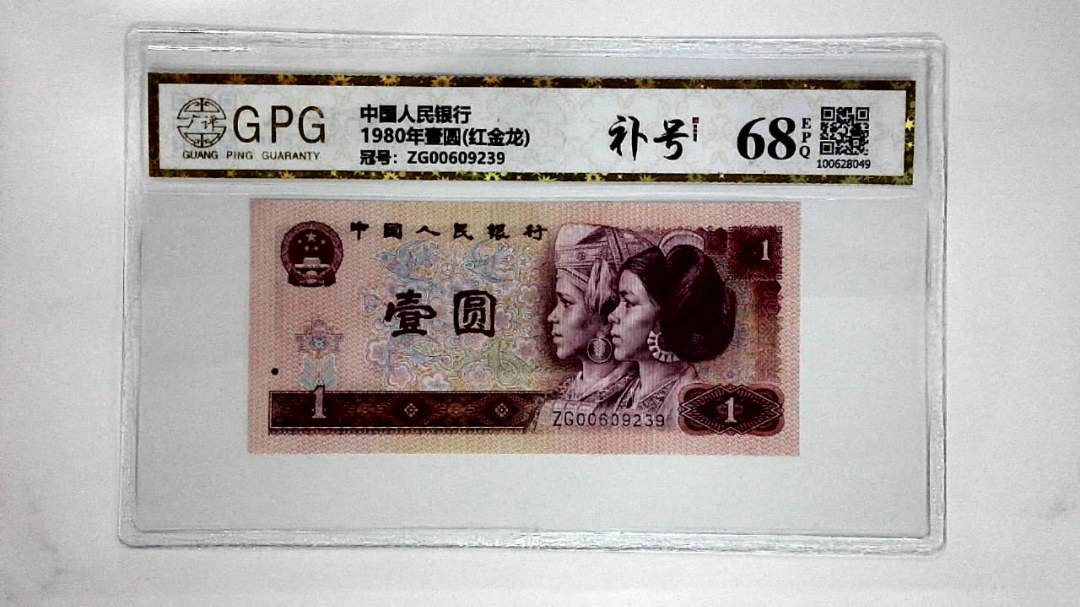 GPG
GUANG PING GUARANTY
中国人民银行
1980年壹圆(红金龙)
冠号：ZG00609239
补号
68
EPQ
100628049
中国人民银行
1
壹圆
1
ZG00609239
1